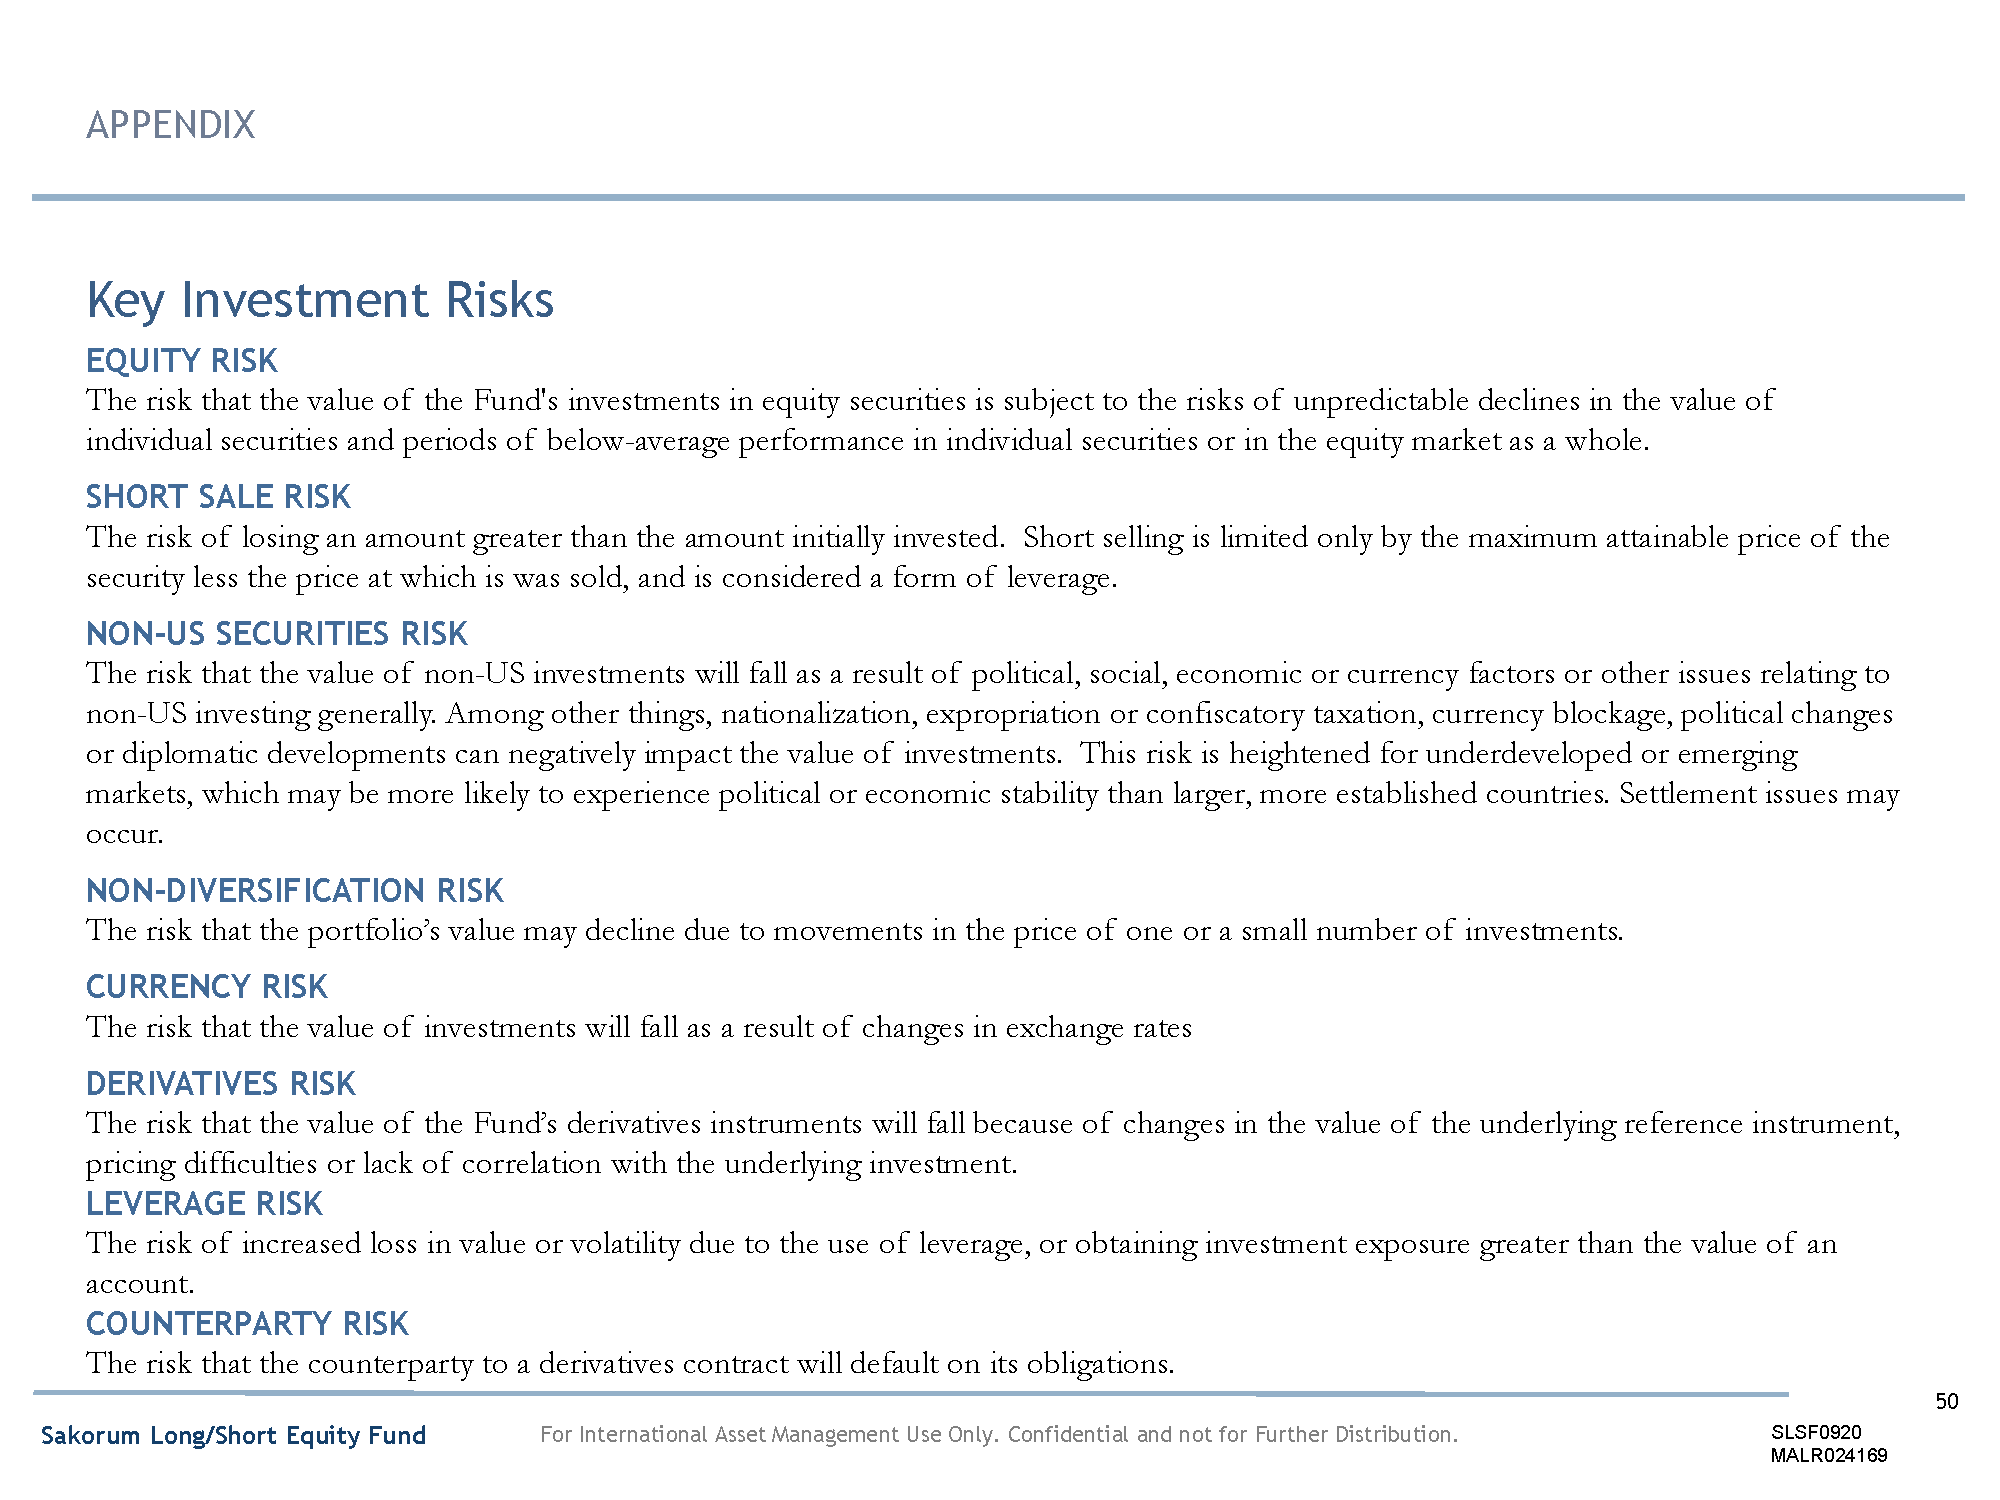 APPENDIX
Key Investment Risks
EQUITY RISK
The risk that the value of the Fund's investments in equity securities is subject to the risks of unpredictable declines in the value of
individual securities and periods of below-average performance in individual securities or in the equity market as a whole.
SHORT SALE RISK
The risk of losing an amount greater than the amount initially invested.  Short selling is limited only by the maximum attainable price of the
security less the price at which is was sold, and is considered a form of leverage.
NON-US SECURITIES RISK
The risk that the value of non-US investments will fall as a result of political, social, economic or currency factors or other issues relating to
non-US investing generally. Among other things, nationalization, expropriation or confiscatory taxation, currency blockage, political changes
or diplomatic developments can negatively impact the value of investments.  This risk is heightened for underdeveloped or emerging
markets, which may be more likely to experience political or economic stability than larger, more established countries. Settlement issues may
occur.
NON-DIVERSIFICATION RISK
The risk that the portfolio’s value may decline due to movements in the price of one or a small number of investments.
CURRENCY RISK
The risk that the value of investments will fall as a result of changes in exchange rates
DERIVATIVES RISK
The risk that the value of the Fund’s derivatives instruments will fall because of changes in the value of the underlying reference instrument,
pricing difficulties or lack of correlation with the underlying investment.
LEVERAGE RISK
The risk of increased loss in value or volatility due to the use of leverage, or obtaining investment exposure greater than the value of an
account.
COUNTERPARTY RISK
The risk that the counterparty to a derivatives contract will default on its obligations.
50
Sakorum Long/Short Equity Fund
For International Asset Management Use Only. Confidential and not for Further Distribution.
SLSF0920
MALR024169